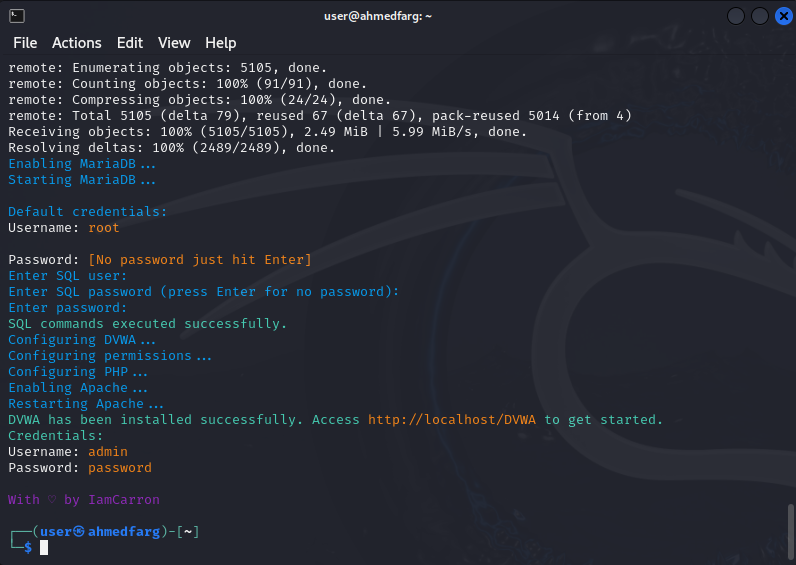 user@ahmedfarg: ~
File Actions Edit View Help
remote: Enumerating objects: 5105, done.
remote: Counting objects: 100% (91/91), done.
remote: Compressing objects: 100% (24/24), done.
remote: Total 5105 (delta 79), reused 67 (delta 67), pack-reused 5014 (from 4)
Receiving objects: 100% (5105/5105), 2.49 MiB | 5.99 MiB/s, done.
Resolving deltas: 100% (2489/2489), done.
Enabling MariaDB...
Starting MariaDB...
Default credentials:
Username: root
Password: [No password just hit Enter]
Enter SQL user:
Enter SQL password (press Enter for no password):
Enter password:
SQL commands executed successfully.
Configuring DVWA...
Configuring permissions...
Configuring PHP...
Enabling Apache...
Restarting Apache...
DVWA has been installed successfully. Access http://localhost/DVWA to get started.
Credentials:
Username: admin
Password: password
With ♡ by IamCarron
┌──(user㉿ahmedfarg)-[~]
└─$